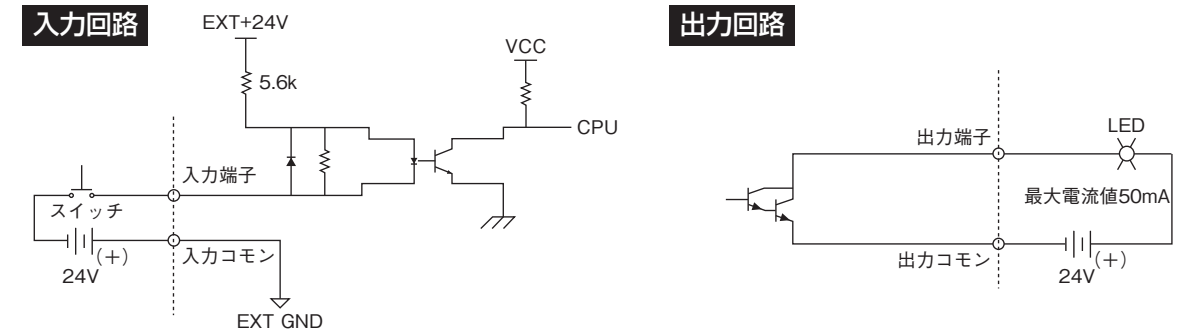 入力回路
EXT+24V
5.6k
VCC
CPU
入力端子
スイッチ
(+)
24V
入力コモン
EXT GND
出力回路
出力端子
LED
最大電流値50mA
出力コモン
(+)
24V